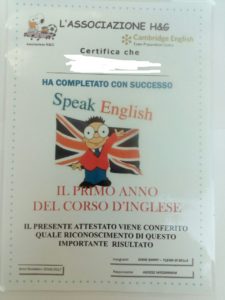 L'ASSOCIAZIONE H&G
Associazione H&G
Cambridge English
Certifica che
HA COMPLETATO CON SUCCESSO
Speak English
IL PRIMO ANNO
DEL CORSO D'INGLESE
IL PRESENTE ATTESTATO VIENE CONFERITO
QUALE RICONOSCIMENTO DI QUESTO
IMPORTANTE RISULTATO